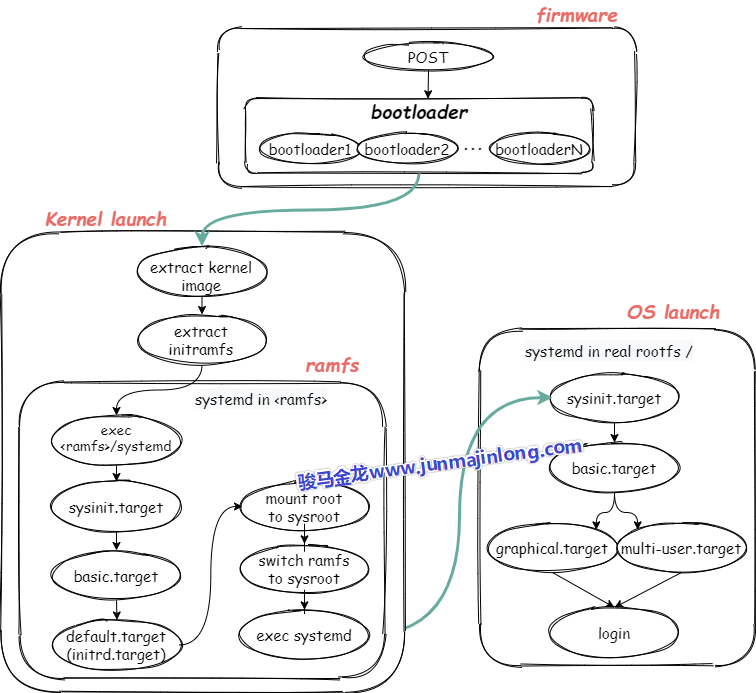 firmware
POST
bootloader
bootloader1
bootloader2
...
bootloaderN
Kernel launch
extract kernel
image
extract
initramfs
ramfs
systemd in <ramfs>
exec
<ramfs>/systemd
sysinit.target
basic.target
default.target
(initrd.target)
mount root
to sysroot
switch ramfs
to sysroot
exec systemd
OS launch
systemd in real rootfs /
sysinit.target
basic.target
graphical.target
multi-user.target
login
骏马金龙www.junmajinlong.com